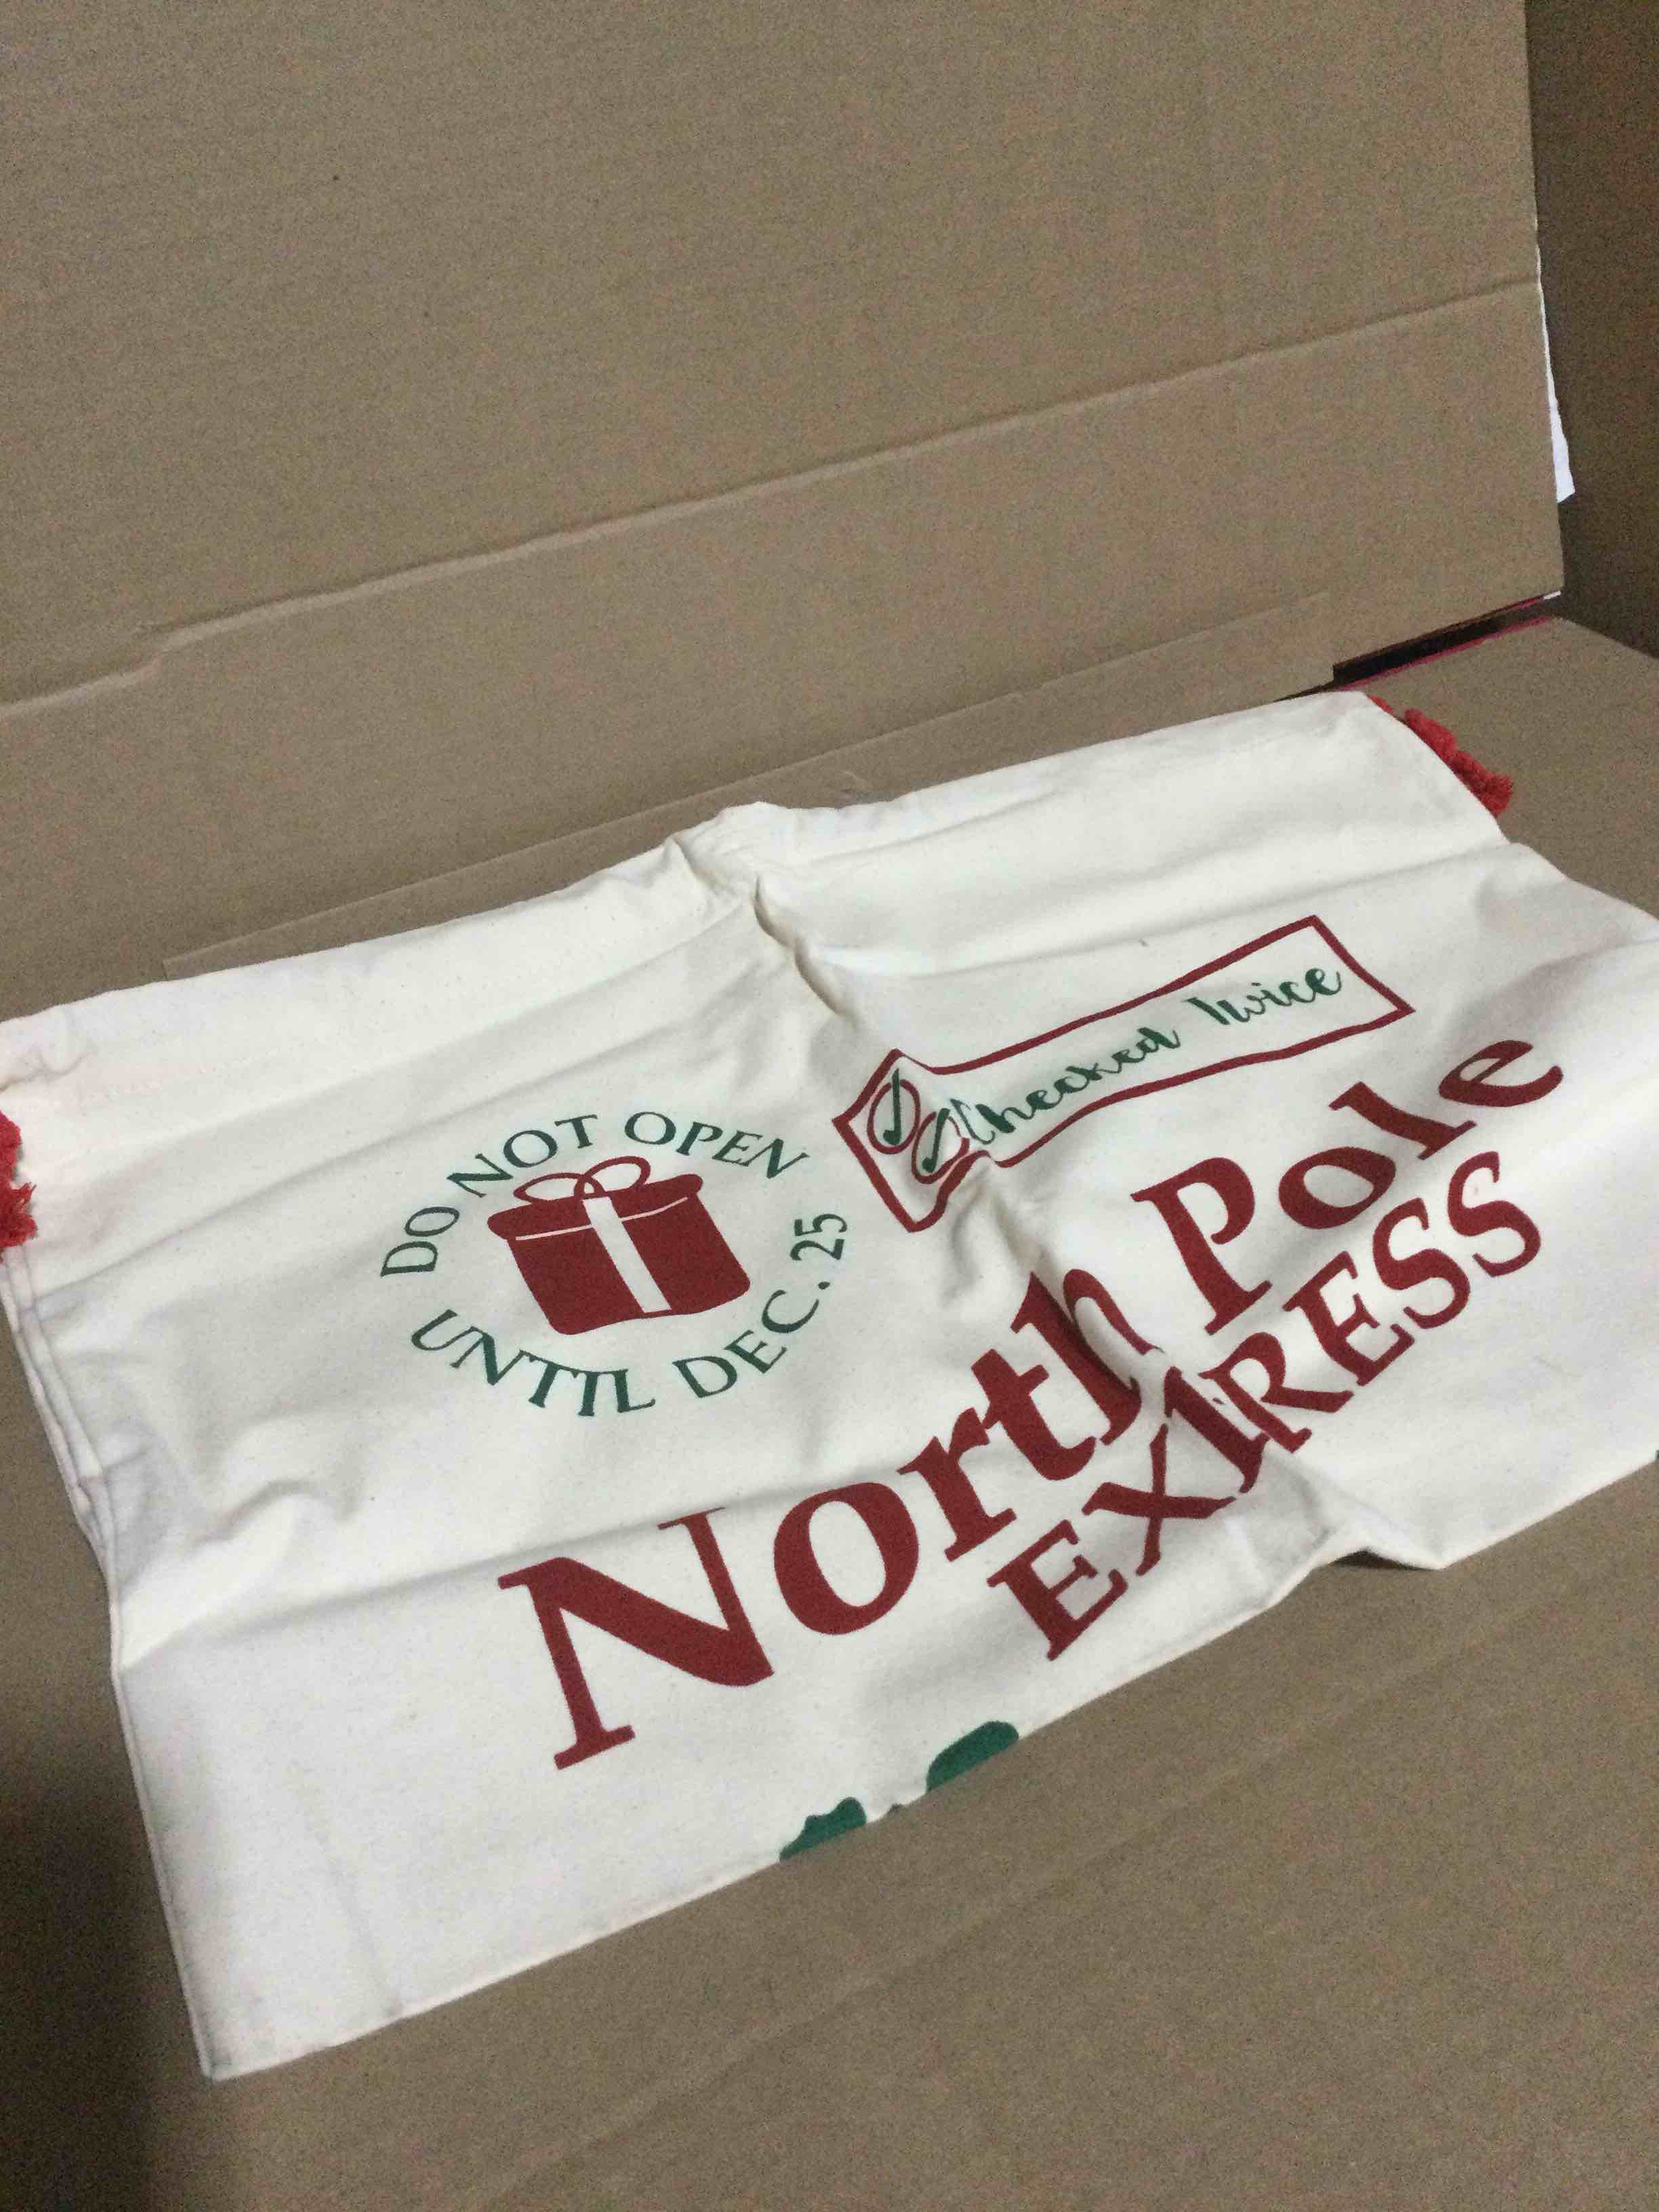 DO NOT OPEN
UNTIL DEC. 25
Checked twice
North Pole
EXPRESS